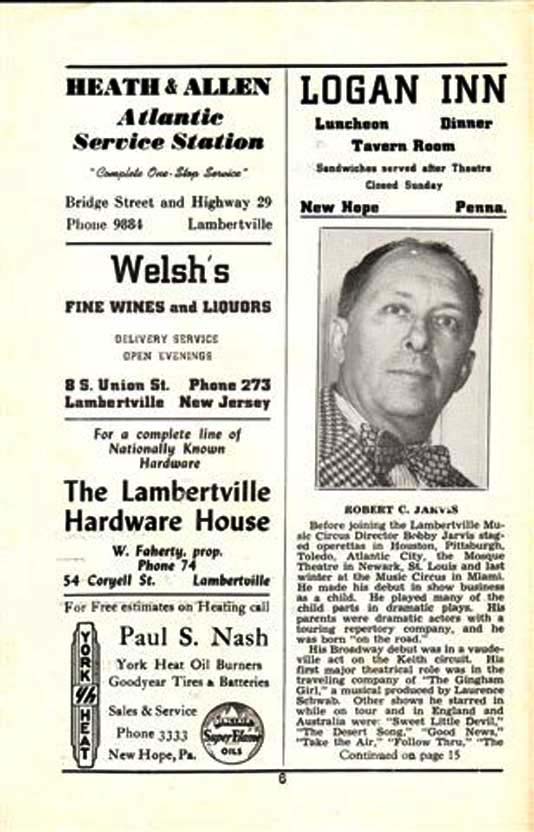 HEATH & ALLEN
Atlantic
Service Station
"Complete One-Stop Service"
Bridge Street and Highway 29
Phone 9884 Lambertville
Welsh's
FINE WINES and LIQUORS
DELIVERY SERVICE
OPEN EVENINGS
8 S. Union St. Phone 273
Lambertville New Jersey
For a complete line of
Nationally Known
Hardware
The Lambertville
Hardware House
W. Faherty, prop.
Phone 74
54 Coryell St. Lambertville
For Free estimates on Heating call
YORK
HEAT
Paul S. Nash
York Heat Oil Burners
Goodyear Tires & Batteries
Sales & Service
Phone 3333
New Hope, Pa.
SINCLAIR
Super Flame
OILS
LOGAN INN
Luncheon Dinner
Tavern Room
Sandwiches served after Theatre
Closed Sunday
New Hope Penna.
ROBERT C. JARVIS
Before joining the Lambertville Mu-
sic Circus Director Bobby Jarvis stag-
ed operettas in Houston, Pittsburgh,
Toledo, Atlantic City, the Mosque
Theatre in Newark, St. Louis and last
winter at the Music Circus in Miami.
He made his debut in show business
as a child. He played many of the
child parts in dramatic plays. His
parents were dramatic actors with a
touring repertory company, and he
was born "on the road."
His Broadway debut was in a vaude-
ville act on the Keith circuit. His
first major theatrical role was in the
traveling company of "The Gingham
Girl," a musical produced by Laurence
Schwab. Other shows he starred in
while on tour and in England and
Australia were: "Sweet Little Devil,"
"The Desert Song," "Good News,"
"Take the Air," "Follow Thru," "The
Continued on page 15
6